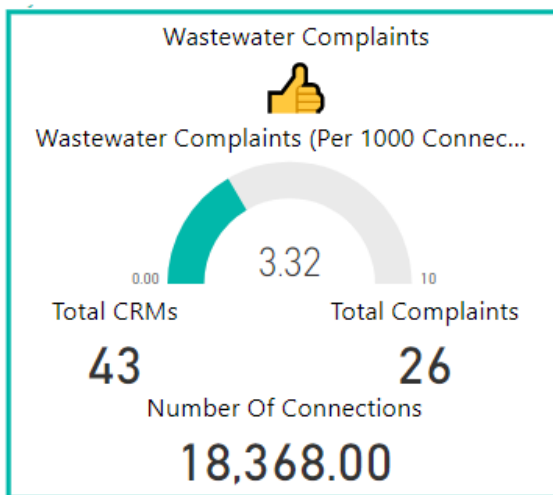 Wastewater Complaints
Wastewater Complaints (Per 1000 Connec...
3.32
0.00 10
Total CRMs Total Complaints
43 26
Number Of Connections
18,368.00